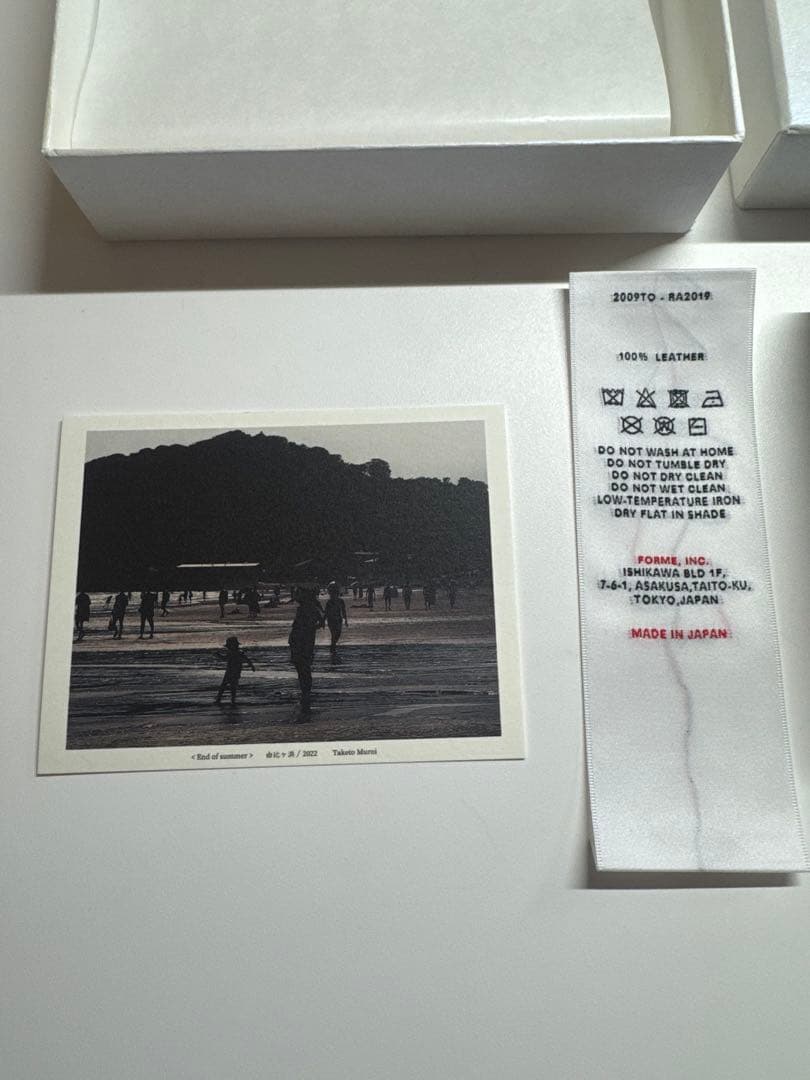 2009TO - RA2019
100% LEATHER
DO NOT WASH AT HOME
DO NOT TUMBLE DRY
DO NOT DRY CLEAN
DO NOT WET CLEAN
LOW-TEMPERATURE IRON
DRY FLAT IN SHADE
FORME, INC.
ISHIKAWA BLD 1F,
7-6-1, ASAKUSA,TAITO-KU,
TOKYO,JAPAN
MADE IN JAPAN
< End of summer > 由比ヶ浜 / 2022 Taketo Muroi